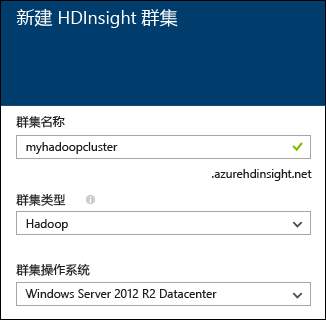 新建 HDInsight 群集
群集名称
myhadoopcluster
.azurehdinsight.net
群集类型
Hadoop
群集操作系统
Windows Server 2012 R2 Datacenter